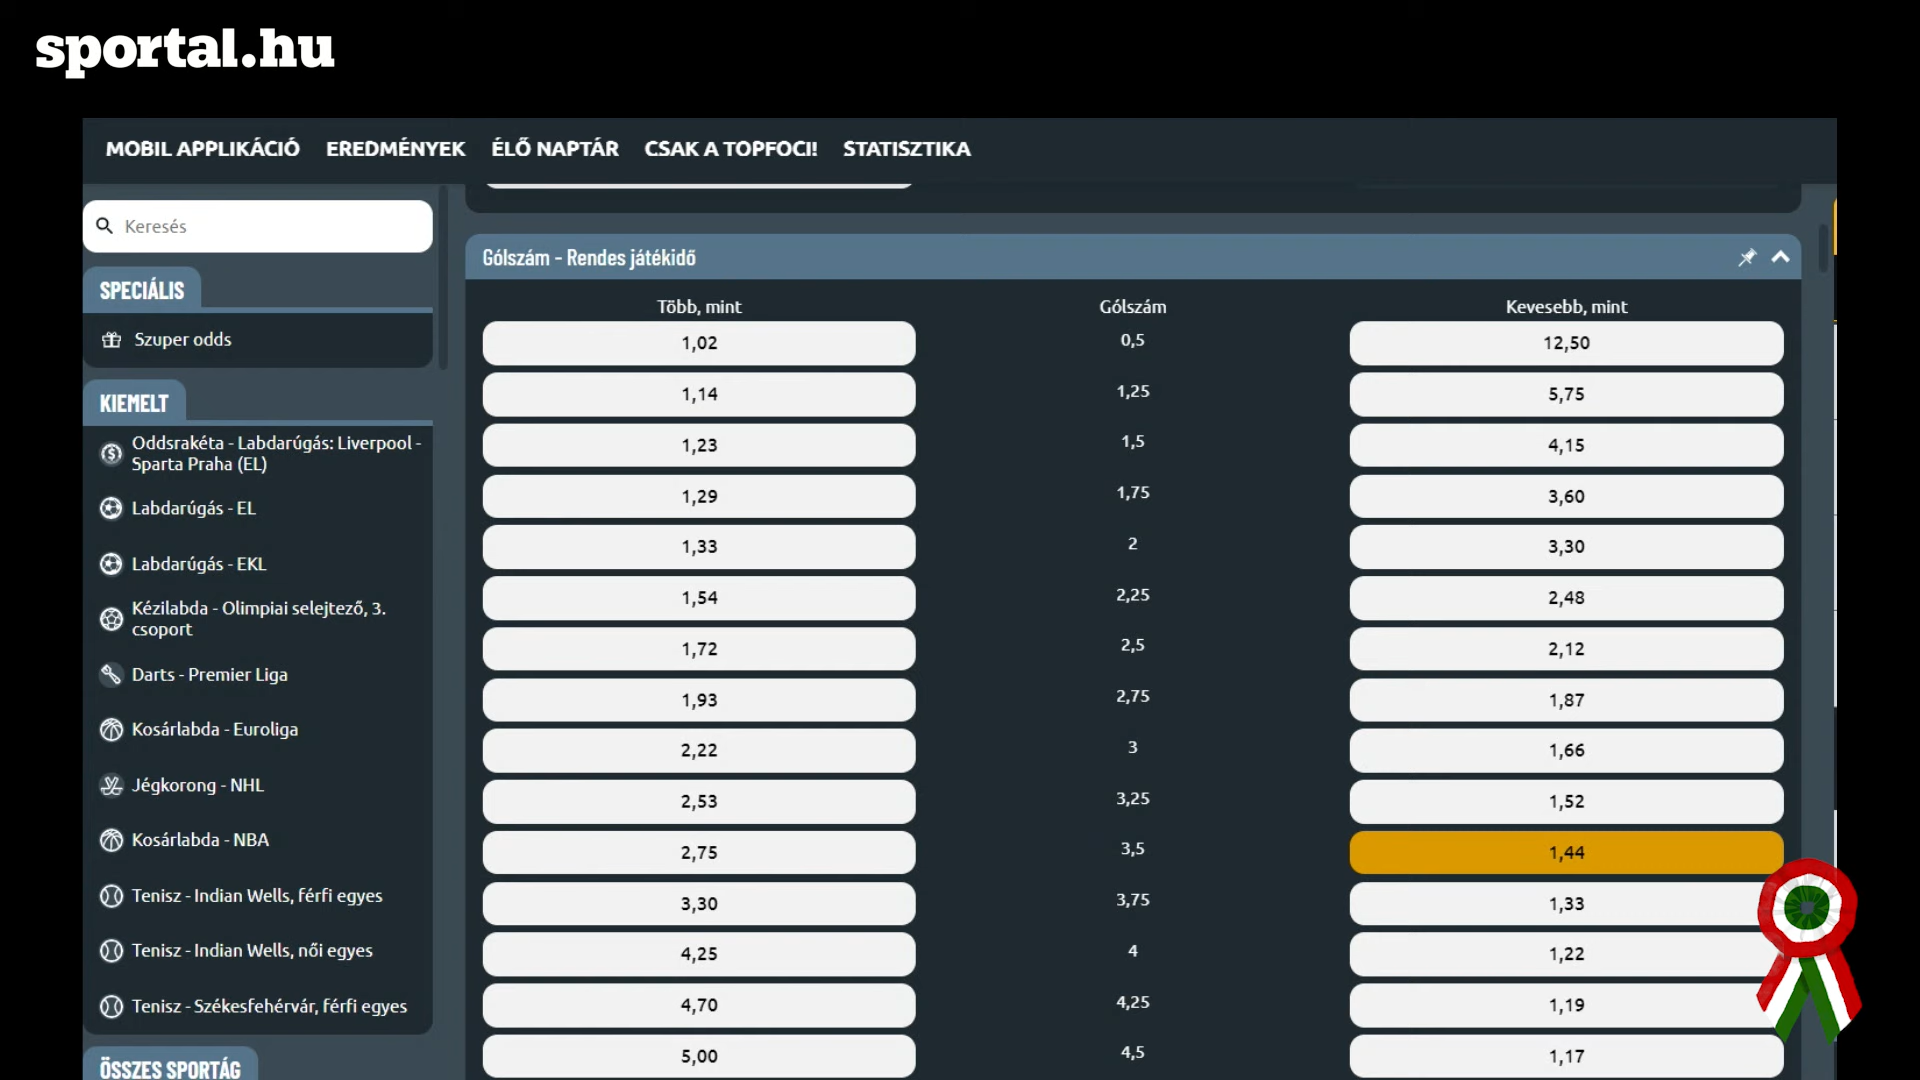 sportal.hu
MOBIL APPLIKÁCIÓ EREDMÉNYEK ÉLŐ NAPTÁR CSAK A TOPFOCI! STATISZTIKA
Keresés
SPECIÁLIS
Szuper odds
KIEMELT
Oddsrakéta - Labdarúgás: Liverpool -
Sparta Praha (EL)
Labdarúgás - EL
Labdarúgás - EKL
Kézilabda - Olimpiai selejtező, 3.
csoport
Darts - Premier Liga
Kosárlabda - Euroliga
Jégkorong - NHL
Kosárlabda - NBA
Tenisz - Indian Wells, férfi egyes
Tenisz - Indian Wells, női egyes
Tenisz - Székesfehérvár, férfi egyes
ÖSSZES SPORTÁG
Gólszám - Rendes játékidő
Több, mint Gólszám Kevesebb, mint
1,02 0,5 12,50
1,14 1,25 5,75
1,23 1,5 4,15
1,29 1,75 3,60
1,33 2 3,30
1,54 2,25 2,48
1,72 2,5 2,12
1,93 2,75 1,87
2,22 3 1,66
2,53 3,25 1,52
2,75 3,5 1,44
3,30 3,75 1,33
4,25 4 1,22
4,70 4,25 1,19
5,00 4,5 1,17